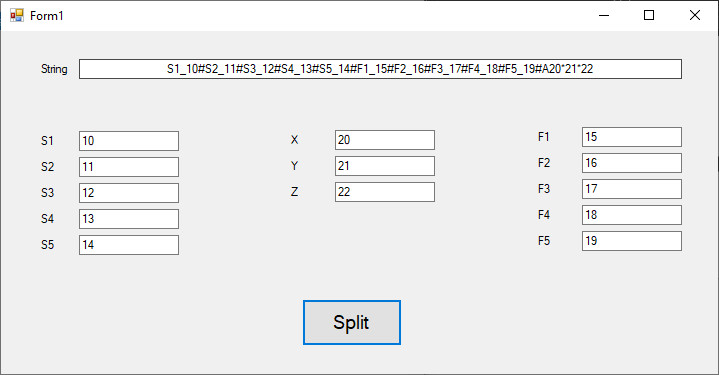 Form1
String S1_10#S2_11#S3_12#S4_13#S5_14#F1_15#F2_16#F3_17#F4_18#F5_19#A20*21*22
S1 10 X 20 F1 15
S2 11 Y 21 F2 16
S3 12 Z 22 F3 17
S4 13 F4 18
S5 14 F5 19
Split